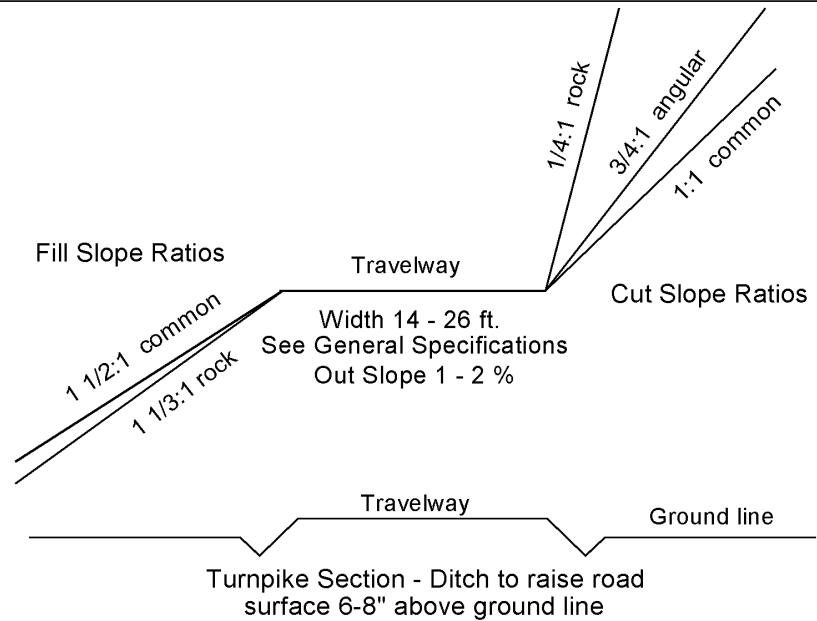 1/4:1 rock
3/4:1 angular
1:1 common
Fill Slope Ratios
Travelway
Cut Slope Ratios
Width 14 - 26 ft.
See General Specifications
Out Slope 1 - 2 %
1 1/2:1 common
1 1/3:1 rock
Travelway
Ground line
Turnpike Section - Ditch to raise road
surface 6-8" above ground line